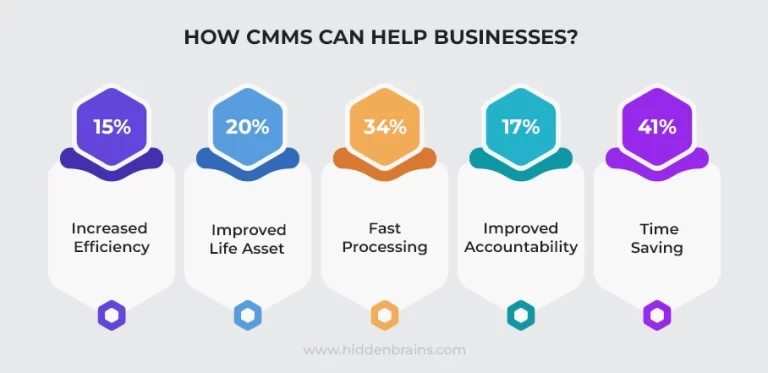 HOW CMMS CAN HELP BUSINESSES?
15%
Increased
Efficiency
20%
Improved
Life Asset
34%
Fast
Processing
17%
Improved
Accountability
41%
Time
Saving
www.hiddenbrains.com